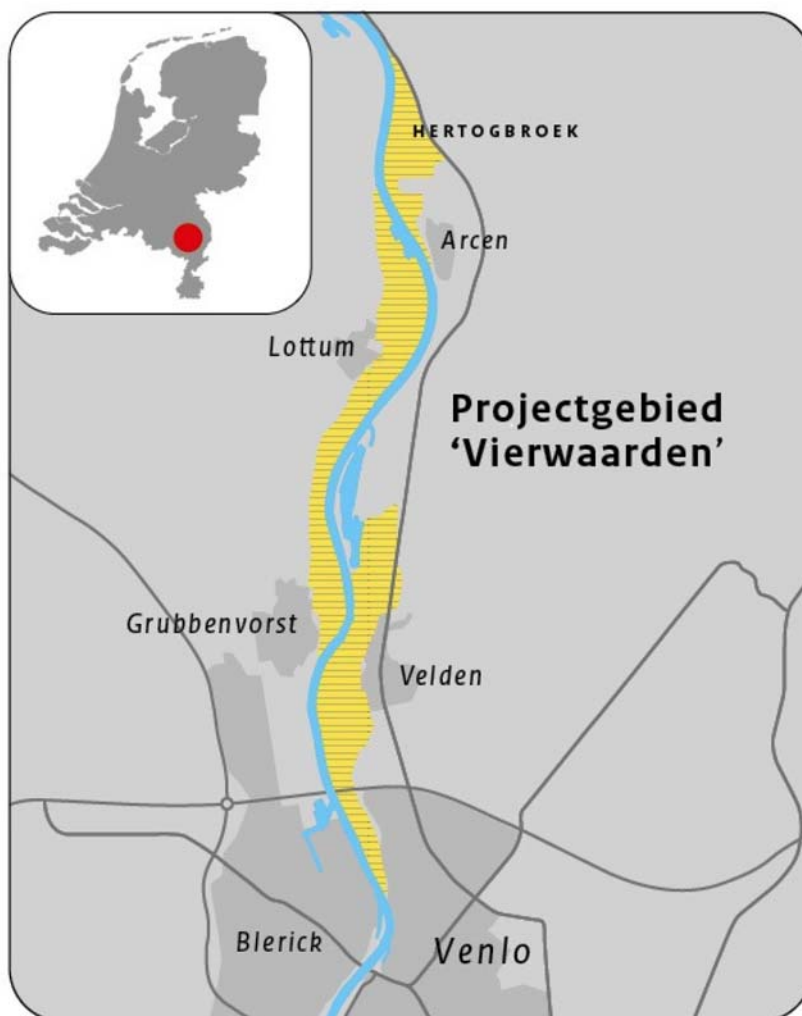 HERTOGBROEK
Arcen
Lottum
Projectgebied
‘Vierwaarden’
Grubbenvorst
Velden
Blerick
Venlo